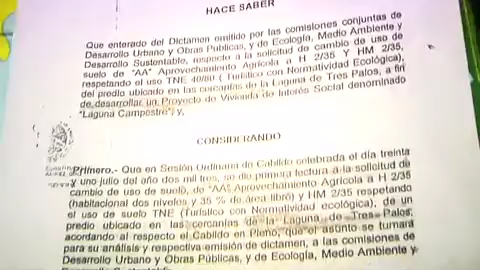 HACE SABER
Que enterado del Dictamen emitido por las comisiones conjuntas de
Desarrollo Urbano y Obras Públicas, y de Ecología, Medio Ambiente y
Desarrollo Sustentable, respecto a la solicitud de cambio de uso de
suelo de "AA" Aprovechamiento Agrícola a H 2/35 Y HM 2/35,
respetando el uso TNE 40/80 ( Turístico con Normatividad Ecológica),
del predio ubicado en las cercanías de la Laguna de Tres Palos, a fin
de desarrollar un Proyecto de Vivienda de Interés Social denominado
"Laguna Campestre"; y,
CONSIDERANDO
Primero.- Que en Sesión Ordinaria de Cabildo celebrada el día treinta
y uno julio del año dos mil tres, se dio primera lectura a la solicitud de
cambio de uso de suelo, de "AA" Aprovechamiento Agrícola a H 2/35
(habitacional dos niveles y 35 % de área libre) y HM 2/35 respetando
el uso de suelo TNE (Turístico con Normatividad ecológica), de un
predio ubicado en las cercanías de la Laguna de Tres Palos,
acordando al respecto el Cabildo en Pleno, que el asunto se turnara
para su análisis y respectiva emisión de dictamen, a las comisiones de
Desarrollo Urbano y Obras Públicas, y de Ecología, Medio Ambiente y
Desarrollo Sustentable